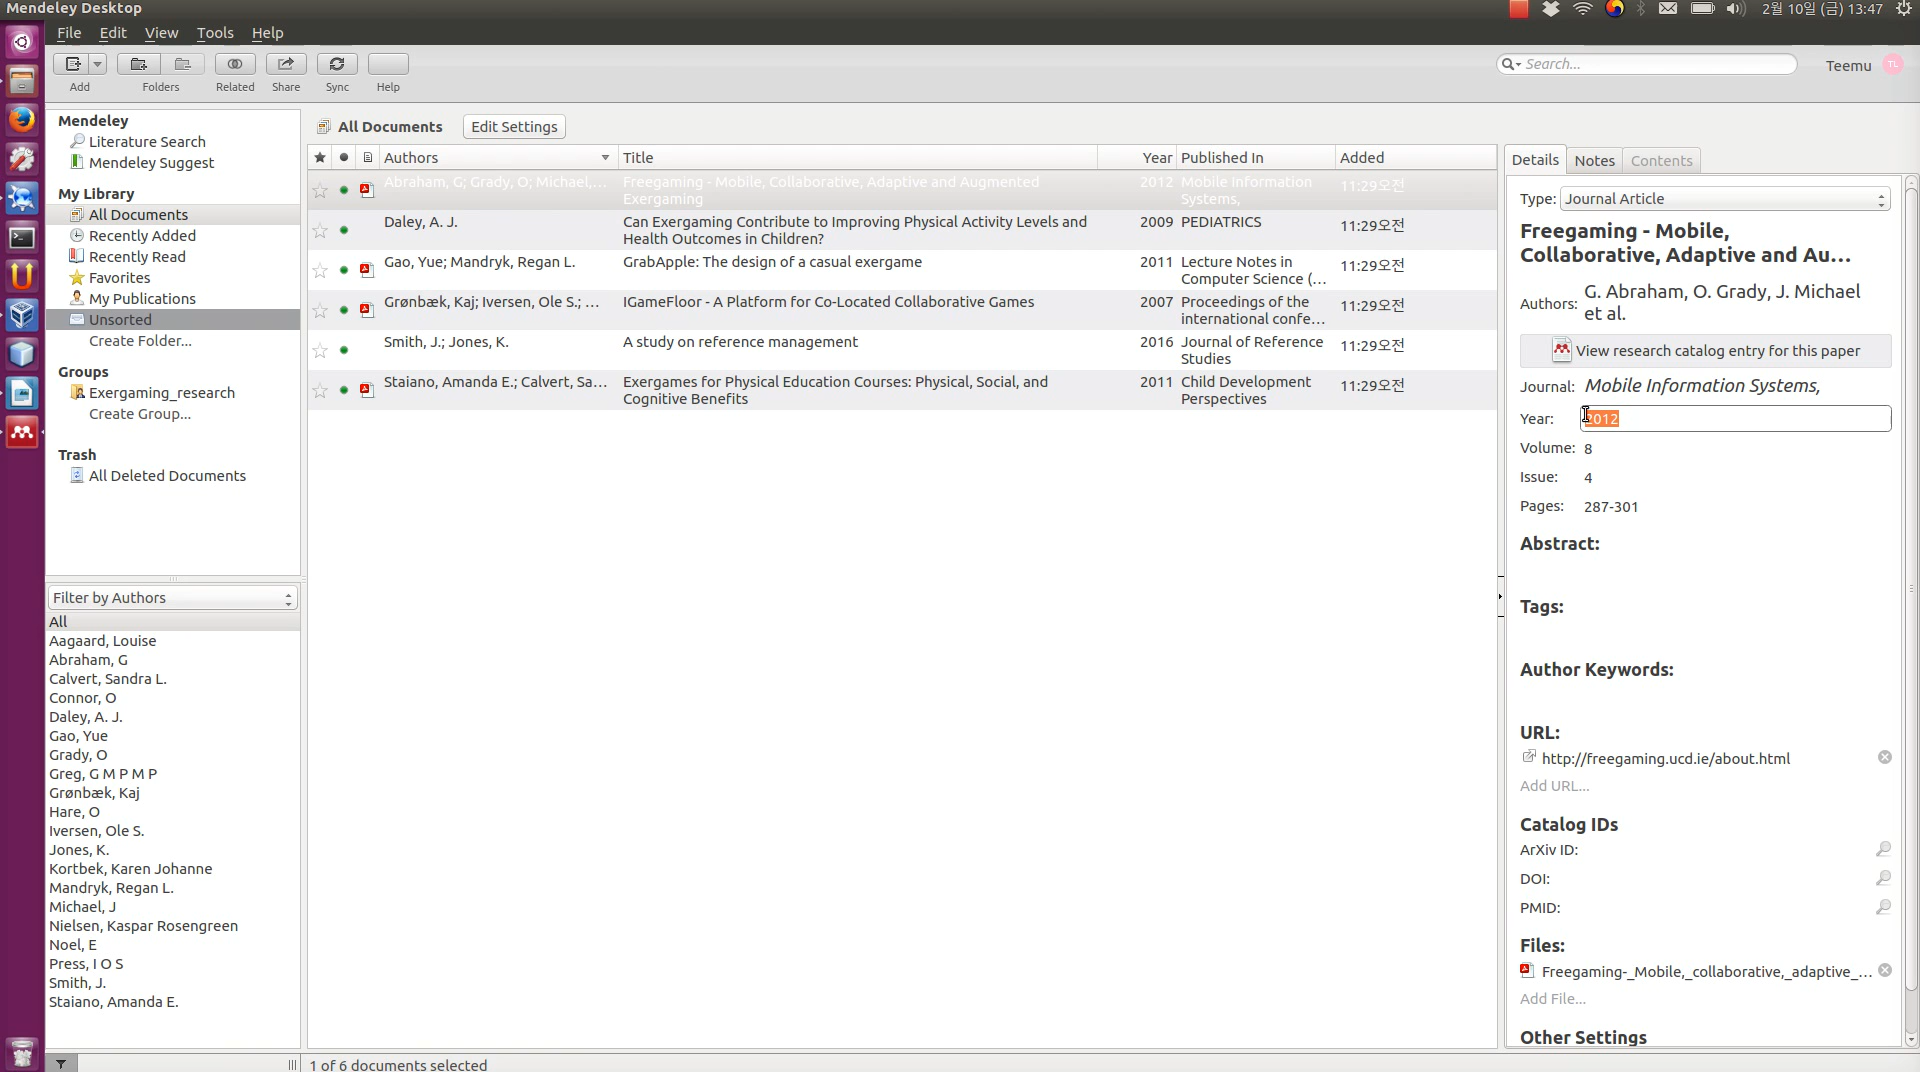 Mendeley Desktop
2월 10일 (금) 13:47
File Edit View Tools Help
Search...
Teemu TL
Add Folders Related Share Sync Help
Mendeley
Literature Search
Mendeley Suggest
My Library
All Documents
Recently Added
Recently Read
Favorites
My Publications
Unsorted
Create Folder...
Groups
Exergaming_research
Create Group...
Trash
All Deleted Documents
Filter by Authors
All
Aagaard, Louise
Abraham, G
Calvert, Sandra L.
Connor, O
Daley, A. J.
Gao, Yue
Grady, O
Greg, G M P M P
Grønbæk, Kaj
Hare, O
Iversen, Ole S.
Jones, K.
Kortbek, Karen Johanne
Mandryk, Regan L.
Michael, J
Nielsen, Kaspar Rosengreen
Noel, E
Press, I O S
Smith, J.
Staiano, Amanda E.
All Documents Edit Settings
Authors Title Year Published In Added
Abraham, G; Grady, O; Michael,... Freegaming - Mobile, Collaborative, Adaptive and Augmented 2012 Mobile Information 11:29오전
Exergaming Systems,
Daley, A. J. Can Exergaming Contribute to Improving Physical Activity Levels and 2009 PEDIATRICS 11:29오전
Health Outcomes in Children?
Gao, Yue; Mandryk, Regan L. GrabApple: The design of a casual exergame 2011 Lecture Notes in 11:29오전
Computer Science (...
Grønbæk, Kaj; Iversen, Ole S.; ... IGameFloor - A Platform for Co-Located Collaborative Games 2007 Proceedings of the 11:29오전
international confe...
Smith, J.; Jones, K. A study on reference management 2016 Journal of Reference 11:29오전
Studies
Staiano, Amanda E.; Calvert, Sa... Exergames for Physical Education Courses: Physical, Social, and 2011 Child Development 11:29오전
Cognitive Benefits Perspectives
1 of 6 documents selected
Details Notes Contents
Type: Journal Article
Freegaming - Mobile,
Collaborative, Adaptive and Au...
Authors: G. Abraham, O. Grady, J. Michael
et al.
View research catalog entry for this paper
Journal: Mobile Information Systems,
Year: 2012
Volume: 8
Issue: 4
Pages: 287-301
Abstract:
Tags:
Author Keywords:
URL:
http://freegaming.ucd.ie/about.html
Add URL...
Catalog IDs
ArXiv ID:
DOI:
PMID:
Files:
Freegaming-_Mobile,_collaborative,_adaptive_...
Add File...
Other Settings